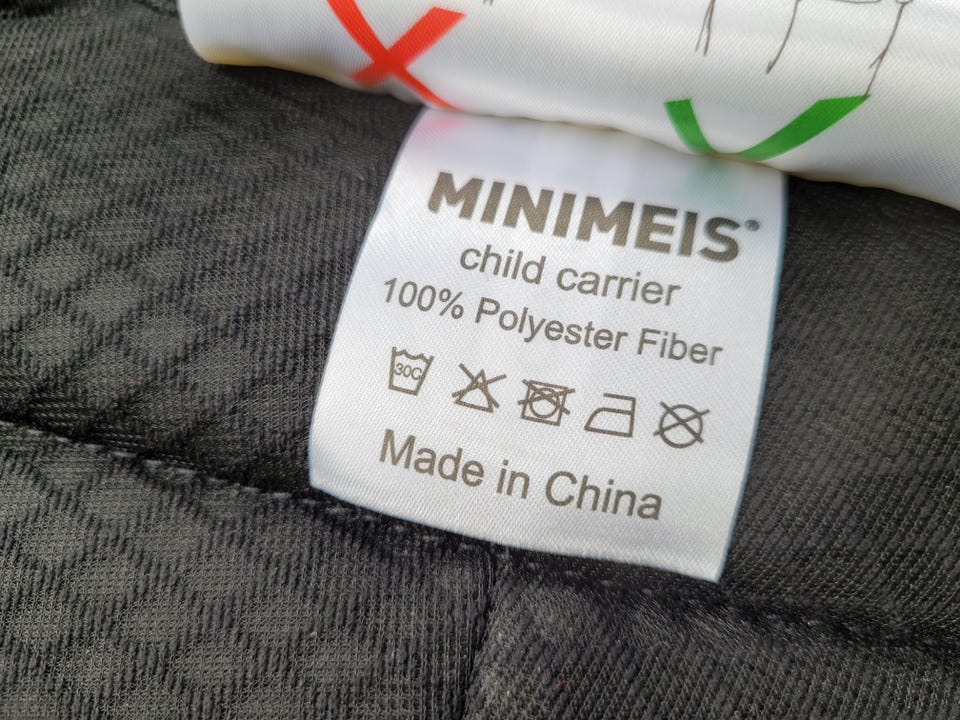 MINIMEIS®
child carrier
100% Polyester Fiber
30C
Made in China